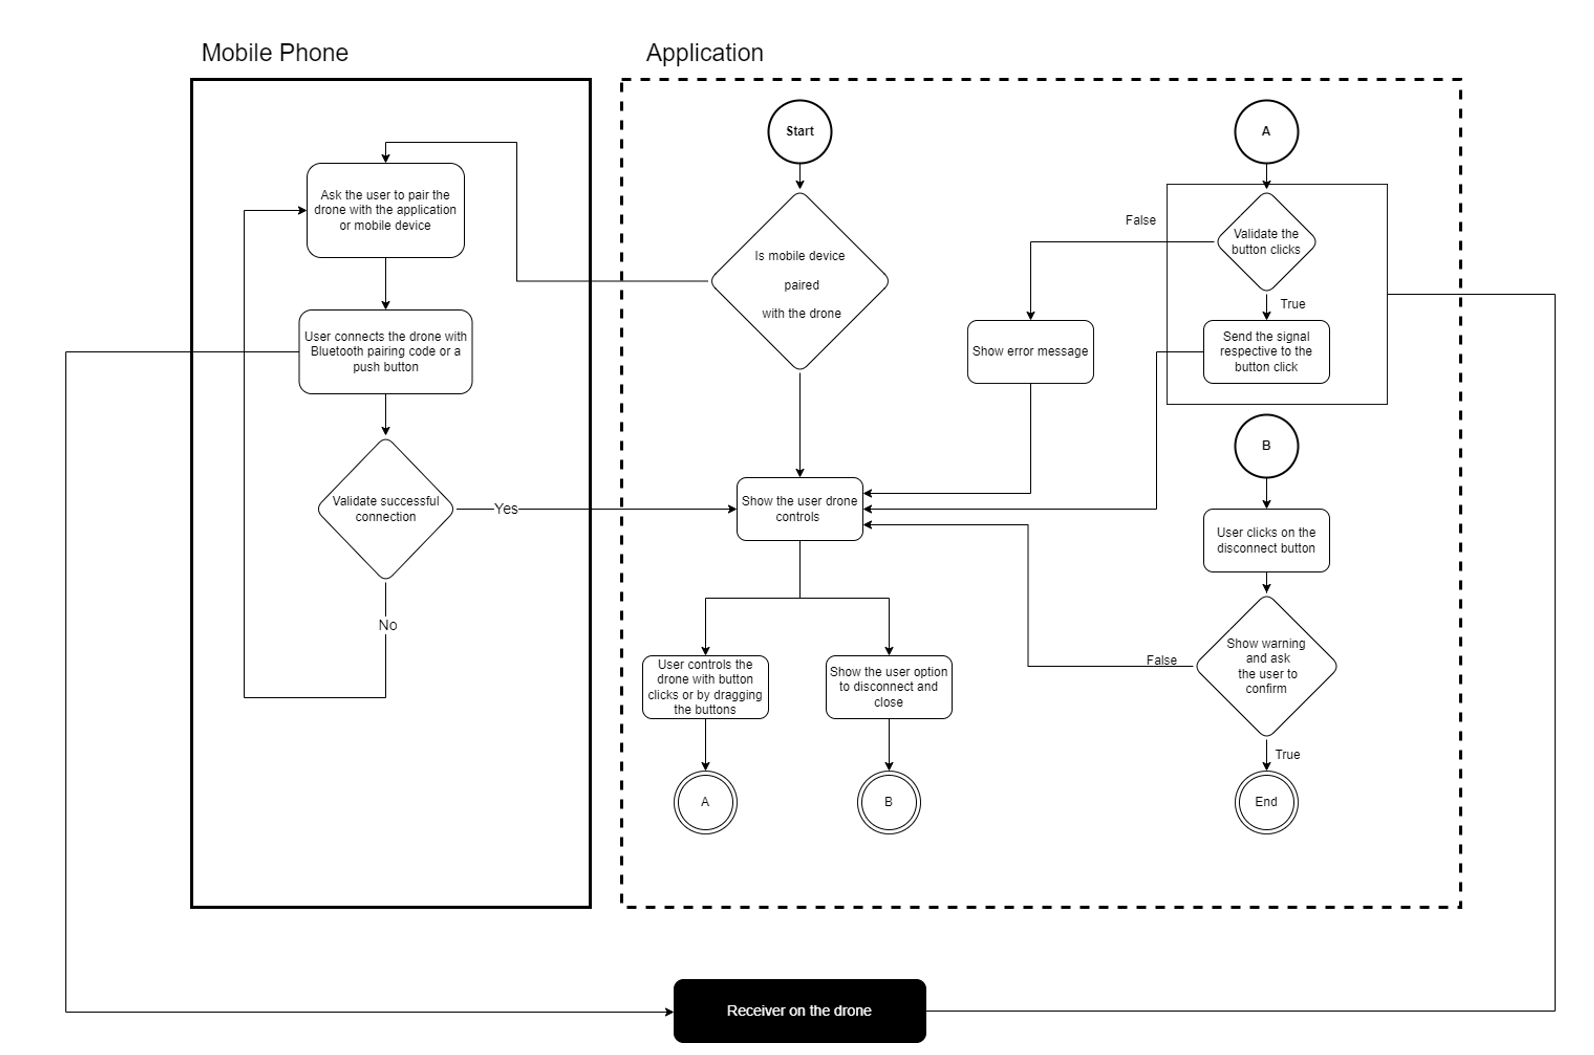 Mobile Phone
Application
Start
A
Ask the user to pair the
drone with the application
or mobile device
False
Validate the
button clicks
Is mobile device
paired
with the drone
True
User connects the drone with
Bluetooth pairing code or a
push button
Show error message
Send the signal
respective to the
button click
B
Validate successful
connection
Yes
Show the user drone
controls
User clicks on the
disconnect button
No
User controls the
drone with button
clicks or by dragging
the buttons
Show the user option
to disconnect and
close
False
Show warning
and ask
the user to
confirm
True
A
B
End
Receiver on the drone